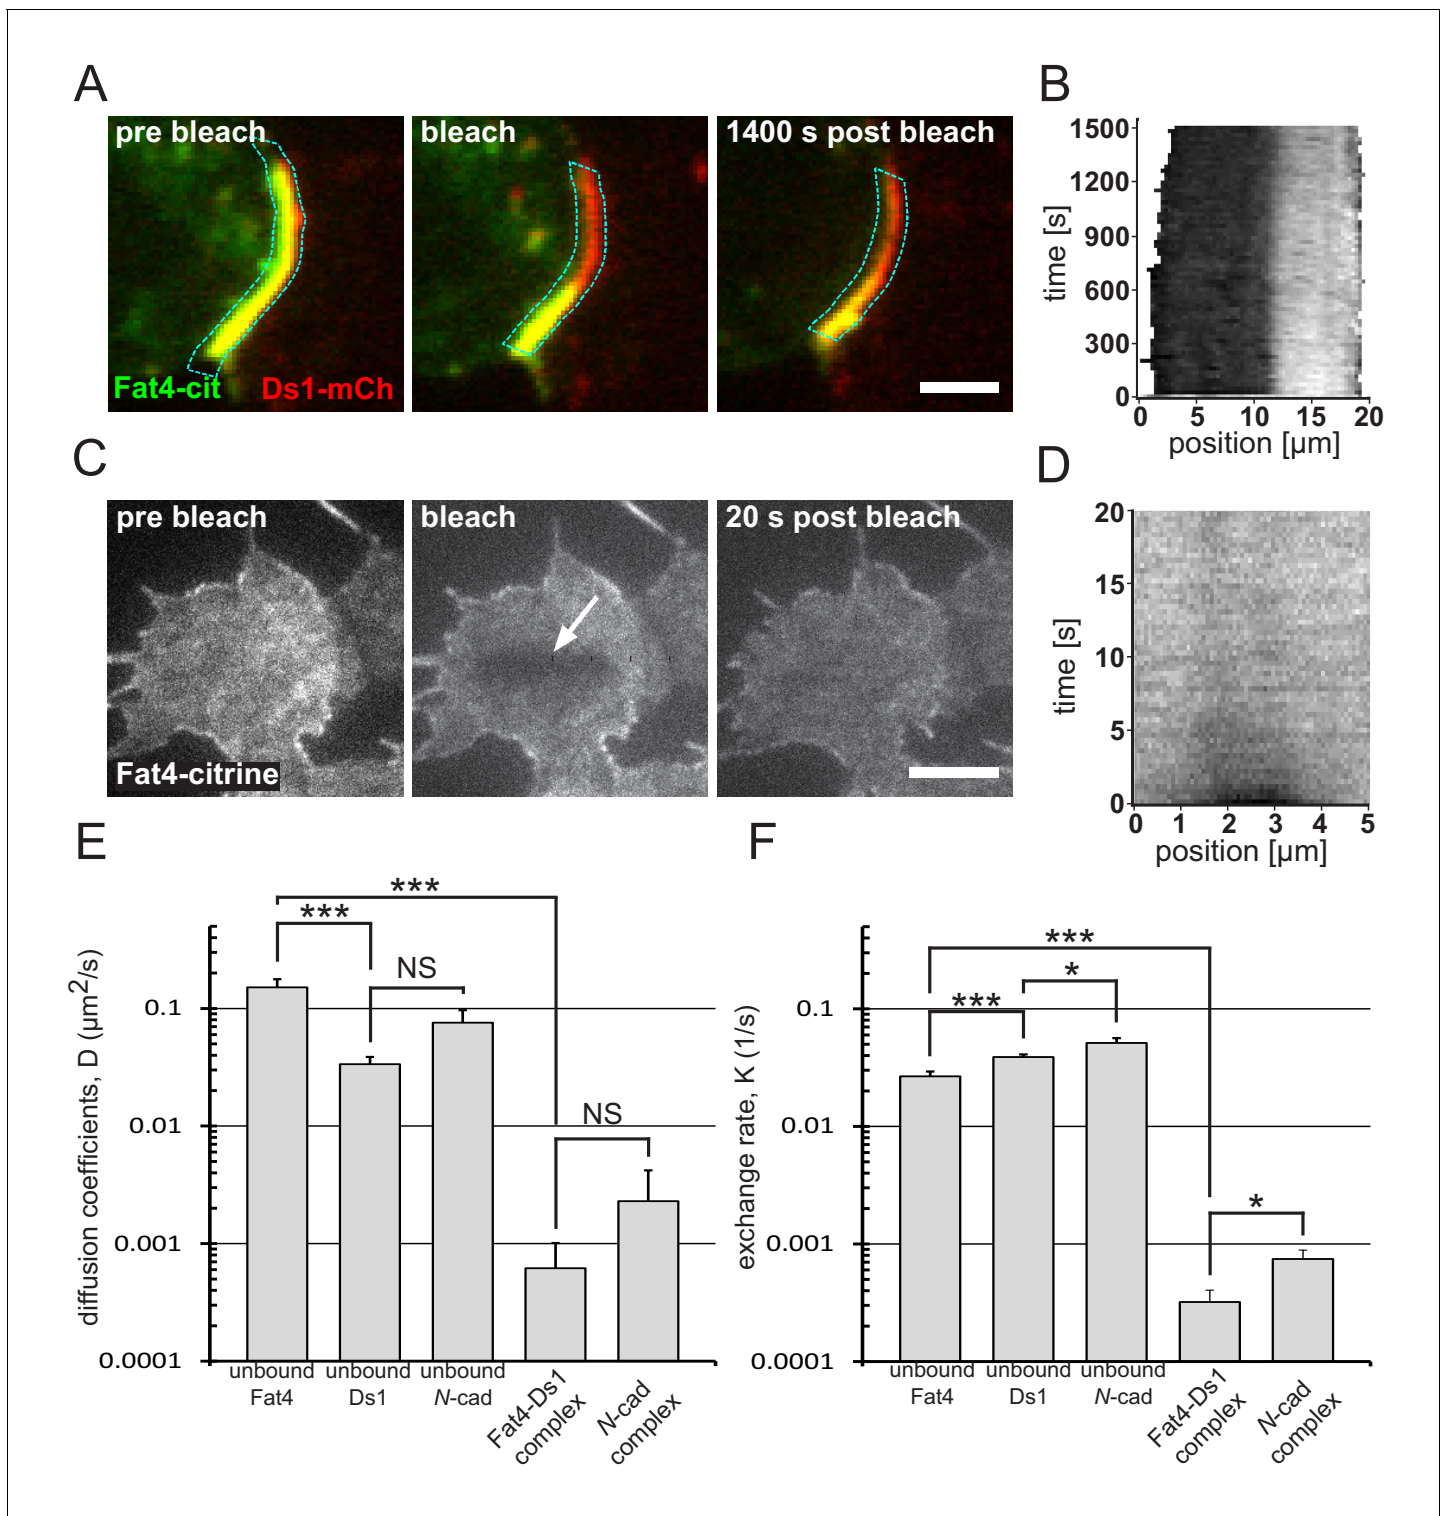 A
pre bleach
bleach
1400 s post bleach
Fat4-cit
Ds1-mCh
B
1500
1200
900
600
300
0
time [s]
0 5 10 15 20
position [µm]
C
pre bleach
bleach
20 s post bleach
Fat4-citrine
D
20
15
10
5
0
time [s]
0 1 2 3 4 5
position [µm]
E
***
***
NS
NS
diffusion coefficients, D (µm²/s)
0.1
0.01
0.001
0.0001
unbound
Fat4
unbound
Ds1
unbound
N-cad
Fat4-Ds1
complex
N-cad
complex
F
***
*
***
*
exchange rate, K (1/s)
0.1
0.01
0.001
0.0001
unbound
Fat4
unbound
Ds1
unbound
N-cad
Fat4-Ds1
complex
N-cad
complex